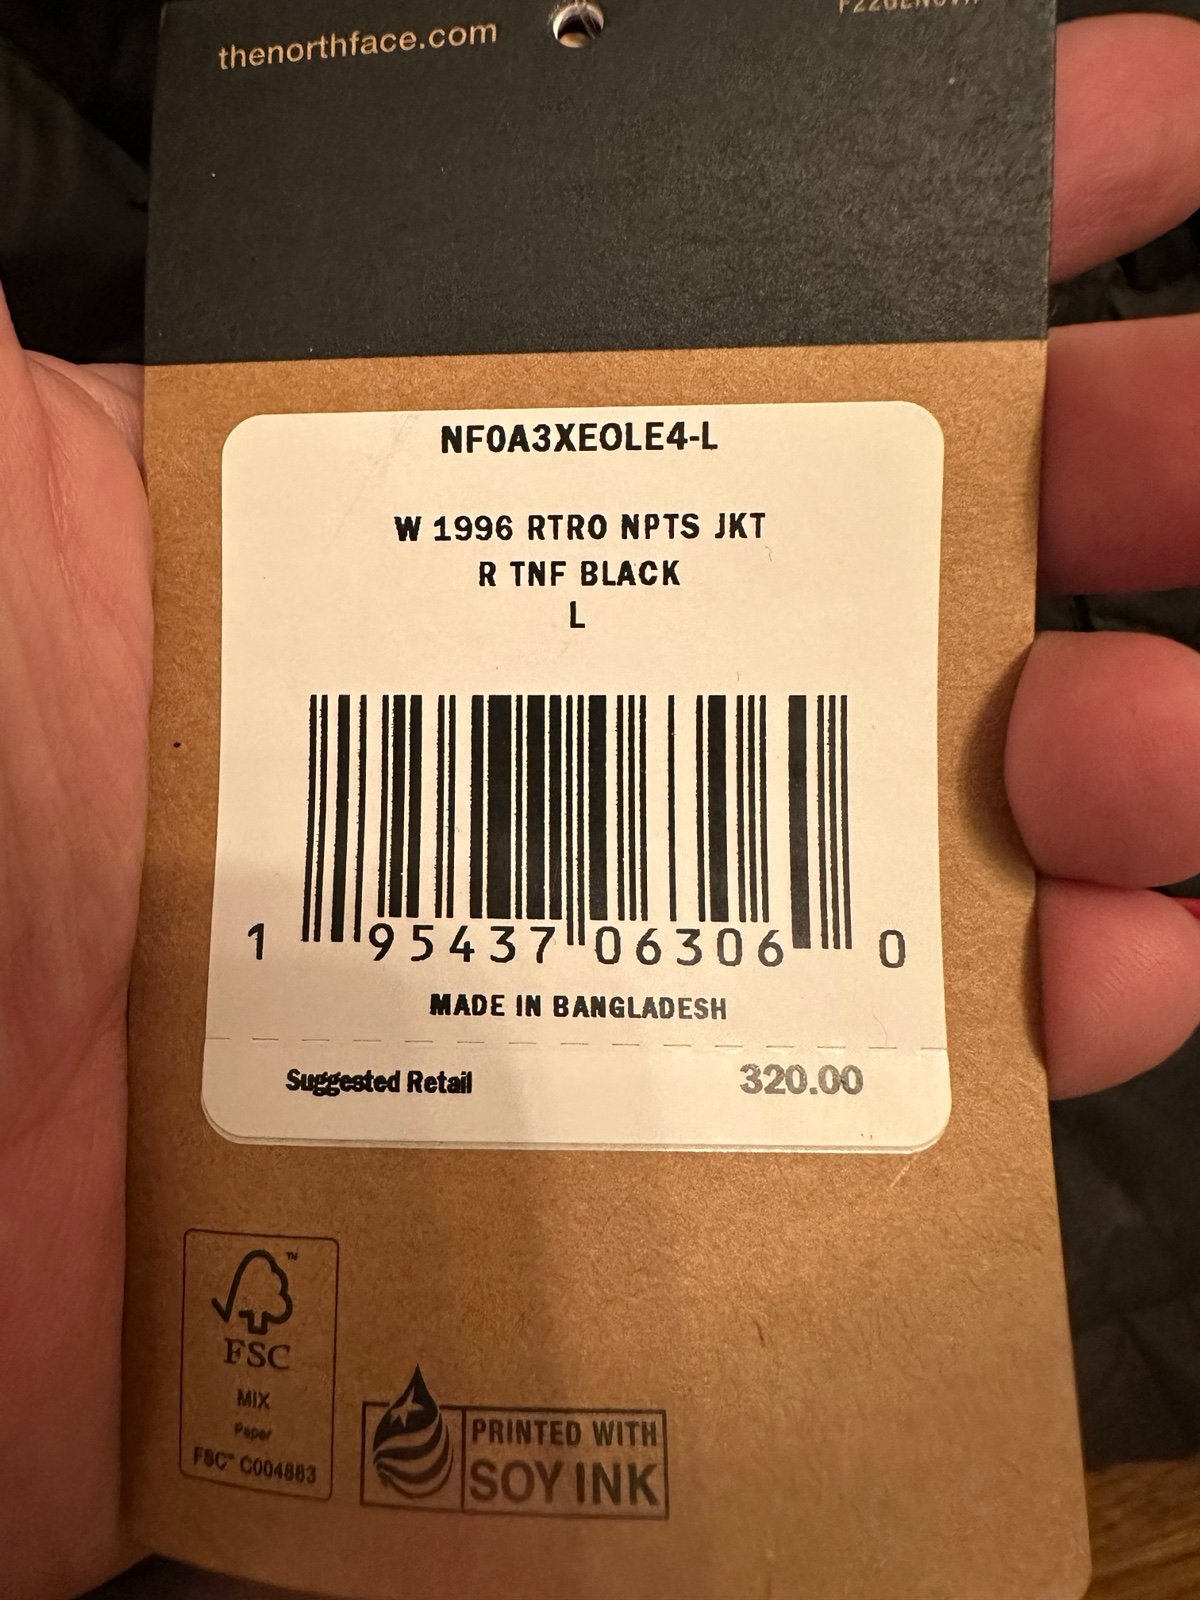 thenorthface.com
NF0A3XEOLE4-L
W 1996 RTRO NPTS JKT
R TNF BLACK
L
1 95437 06306 0
MADE IN BANGLADESH
Suggested Retail 320.00
FSC
MIX
Paper
FSC™ C004883
PRINTED WITH
SOY INK